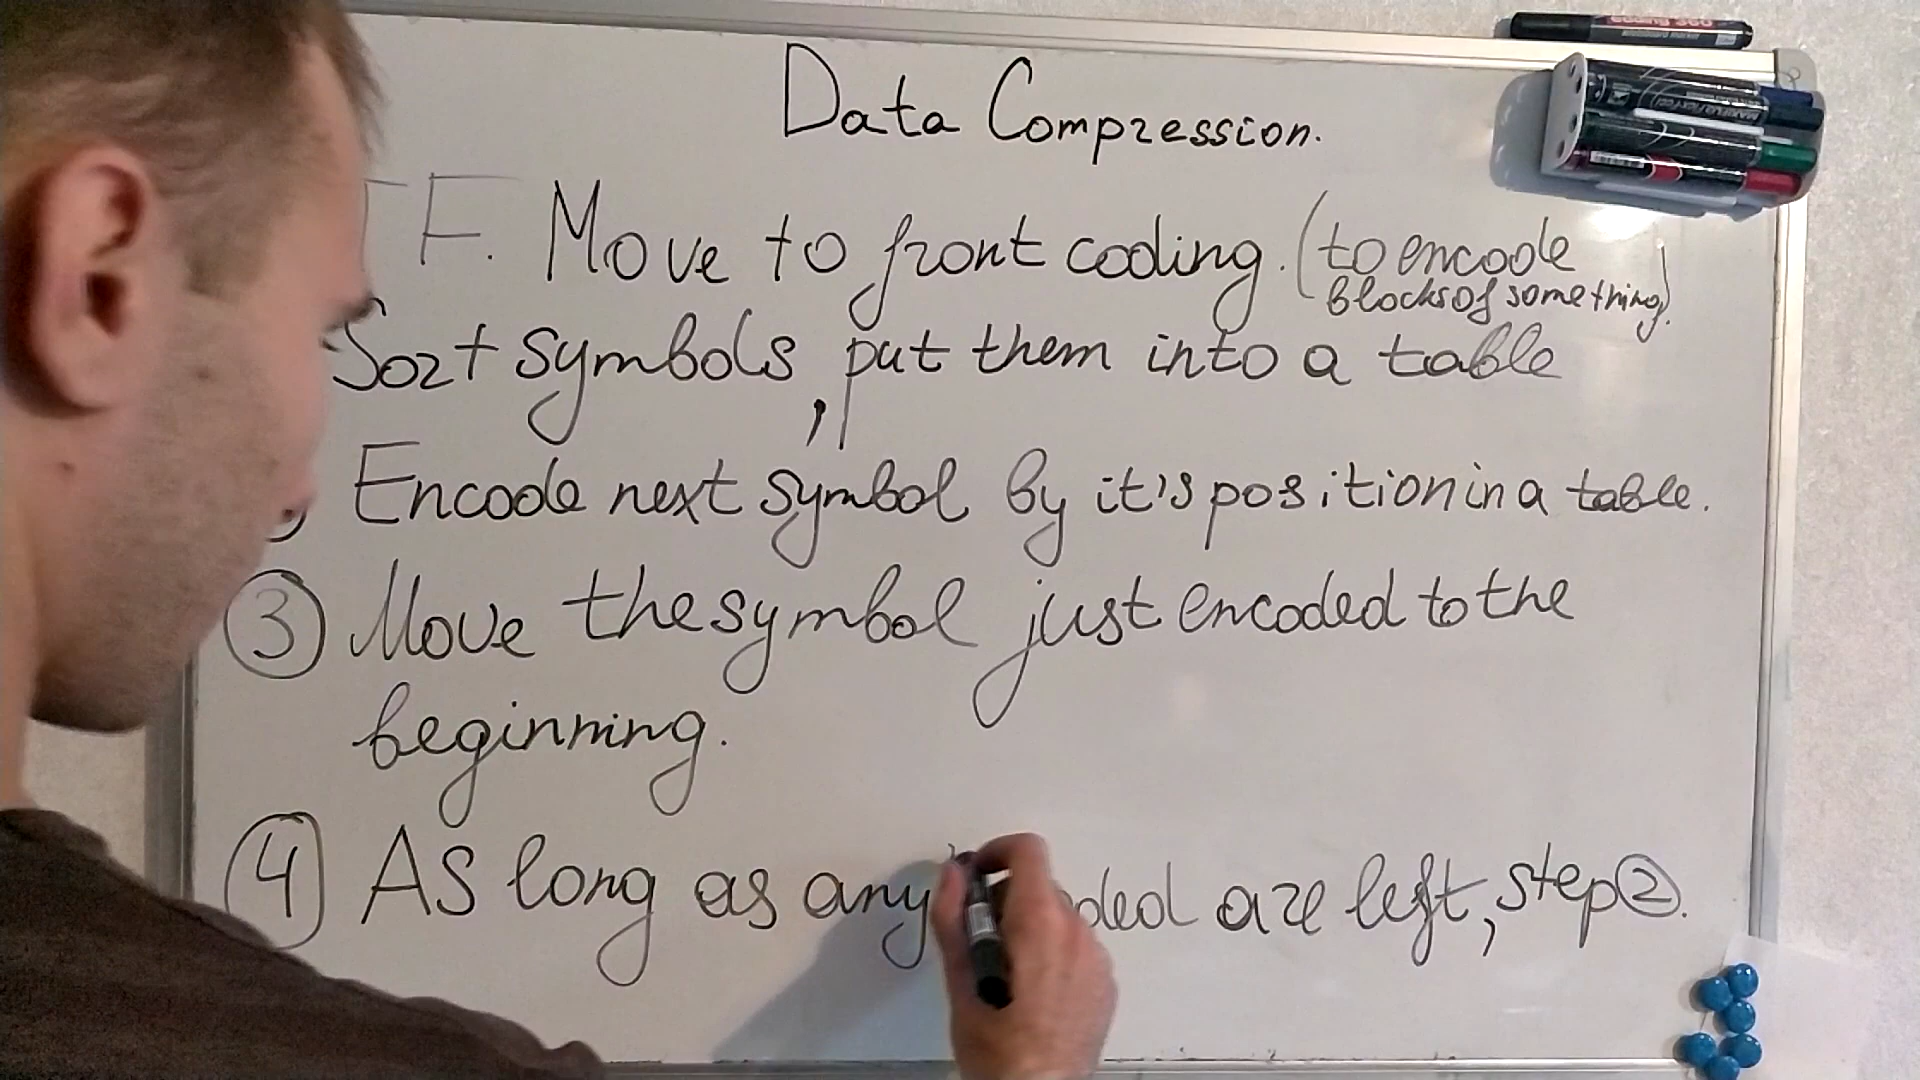 Data Compression.
TF. Move to front coding. (to encode
blocks of something)
Sort symbols, put them into a table
Encode next symbol by it's position in a table.
3 Move the symbol just encoded to the
beginning.
4 As long as any are left, step 2.